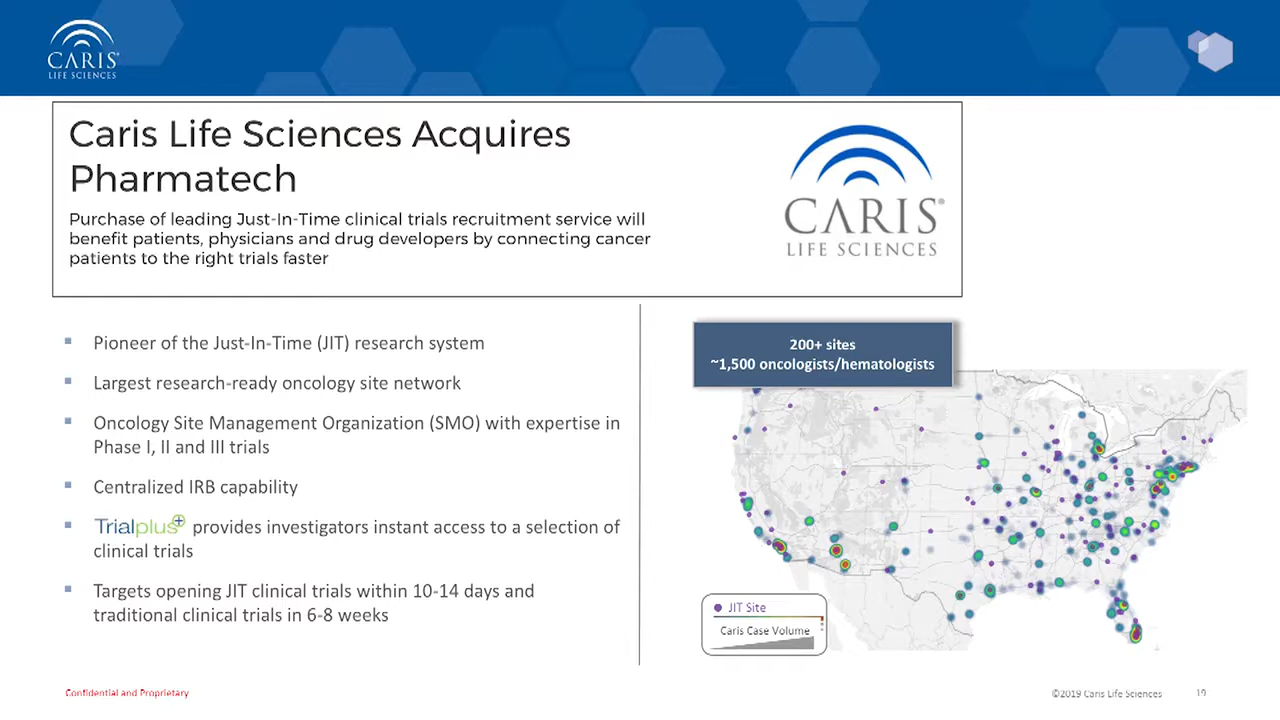 CARIS®
LIFE SCIENCES
Caris Life Sciences Acquires
Pharmatech
Purchase of leading Just-In-Time clinical trials recruitment service will
benefit patients, physicians and drug developers by connecting cancer
patients to the right trials faster
CARIS®
LIFE SCIENCES
▪ Pioneer of the Just-In-Time (JIT) research system
▪ Largest research-ready oncology site network
▪ Oncology Site Management Organization (SMO) with expertise in
Phase I, II and III trials
▪ Centralized IRB capability
▪ Trialplus+ provides investigators instant access to a selection of
clinical trials
▪ Targets opening JIT clinical trials within 10-14 days and
traditional clinical trials in 6-8 weeks
200+ sites
~1,500 oncologists/hematologists
JIT Site
Caris Case Volume
Confidential and Proprietary
©2019 Caris Life Sciences
19